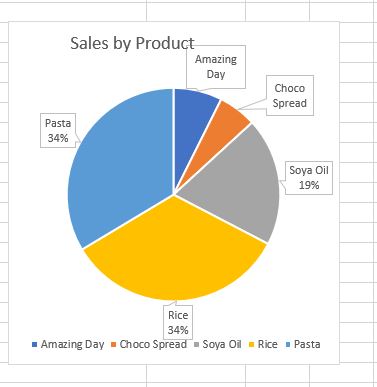 Sales by Product
Amazing
Day
Choco
Spread
Soya Oil
19%
Rice
34%
Pasta
34%
Amazing Day Choco Spread Soya Oil Rice Pasta